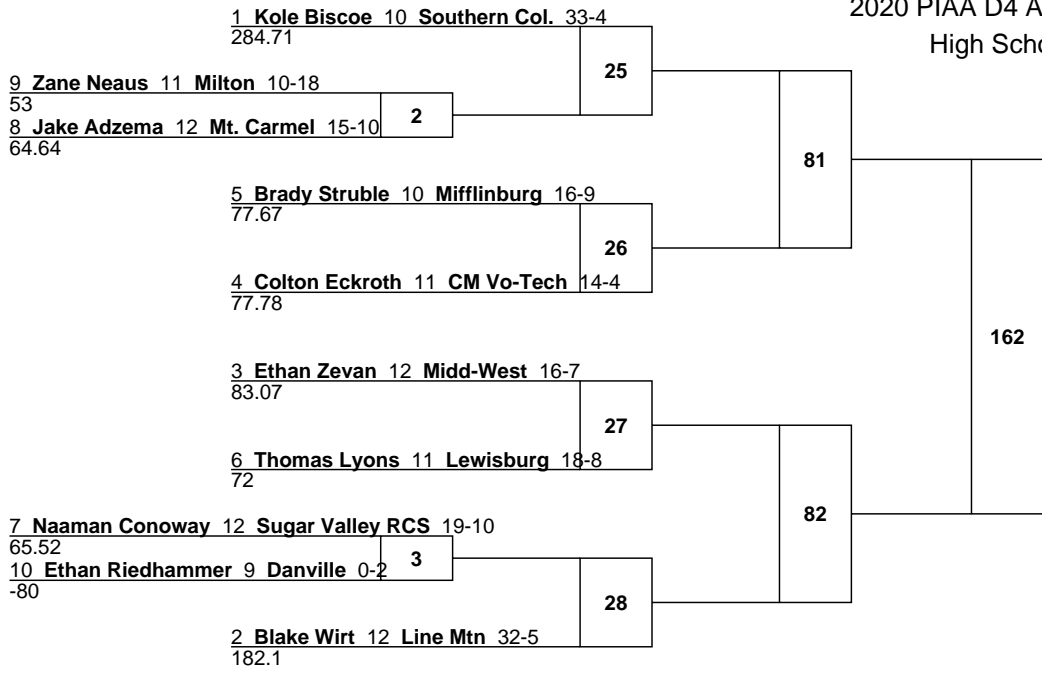 2020 PIAA D4 A
High Scho
1 Kole Biscoe 10 Southern Col. 33-4
284.71
25
9 Zane Neaus 11 Milton 10-18
53
2
8 Jake Adzema 12 Mt. Carmel 15-10
64.64
81
5 Brady Struble 10 Mifflinburg 16-9
77.67
26
4 Colton Eckroth 11 CM Vo-Tech 14-4
77.78
162
3 Ethan Zevan 12 Midd-West 16-7
83.07
27
6 Thomas Lyons 11 Lewisburg 18-8
72
82
7 Naaman Conoway 12 Sugar Valley RCS 19-10
65.52
3
10 Ethan Riedhammer 9 Danville 0-2
-80
28
2 Blake Wirt 12 Line Mtn 32-5
182.1